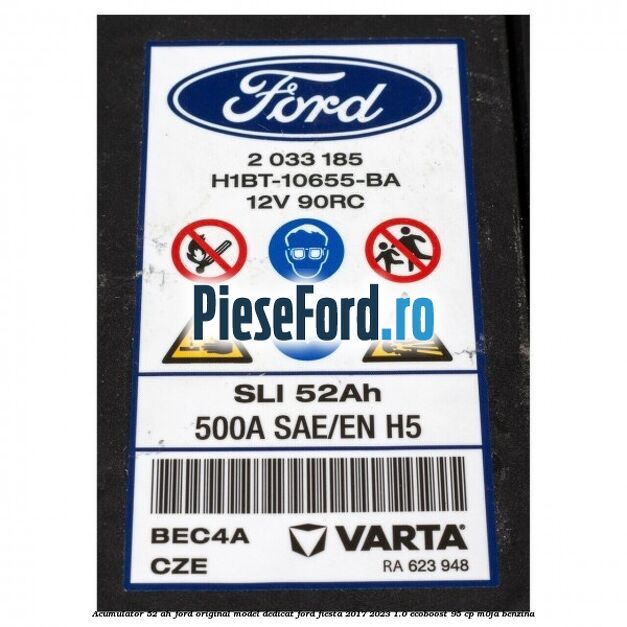 Ford
2 033 185
H1BT-10655-BA
12V 90RC
PieseFord.ro
SLI 52Ah
500A SAE/EN H5
BEC4A
VARTA
CZE
RA 623 948
Acumulator 52 ah ford original model dedicat ford fiesta 2017 2023 1.0 ecoboost 95 cp m0ja benzina